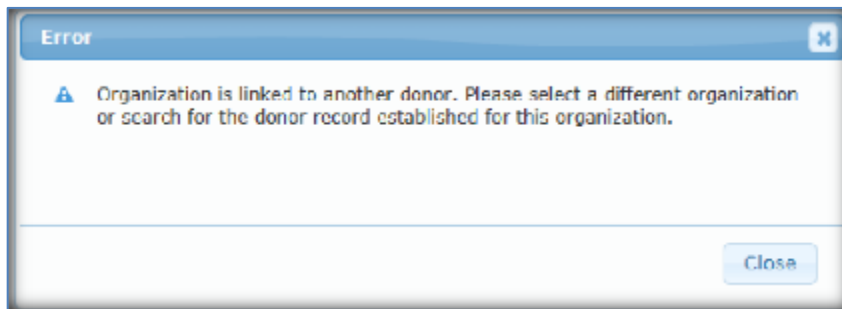 Error
Organization is linked to another donor. Please select a different organization
or search for the donor record established for this organization.
Close